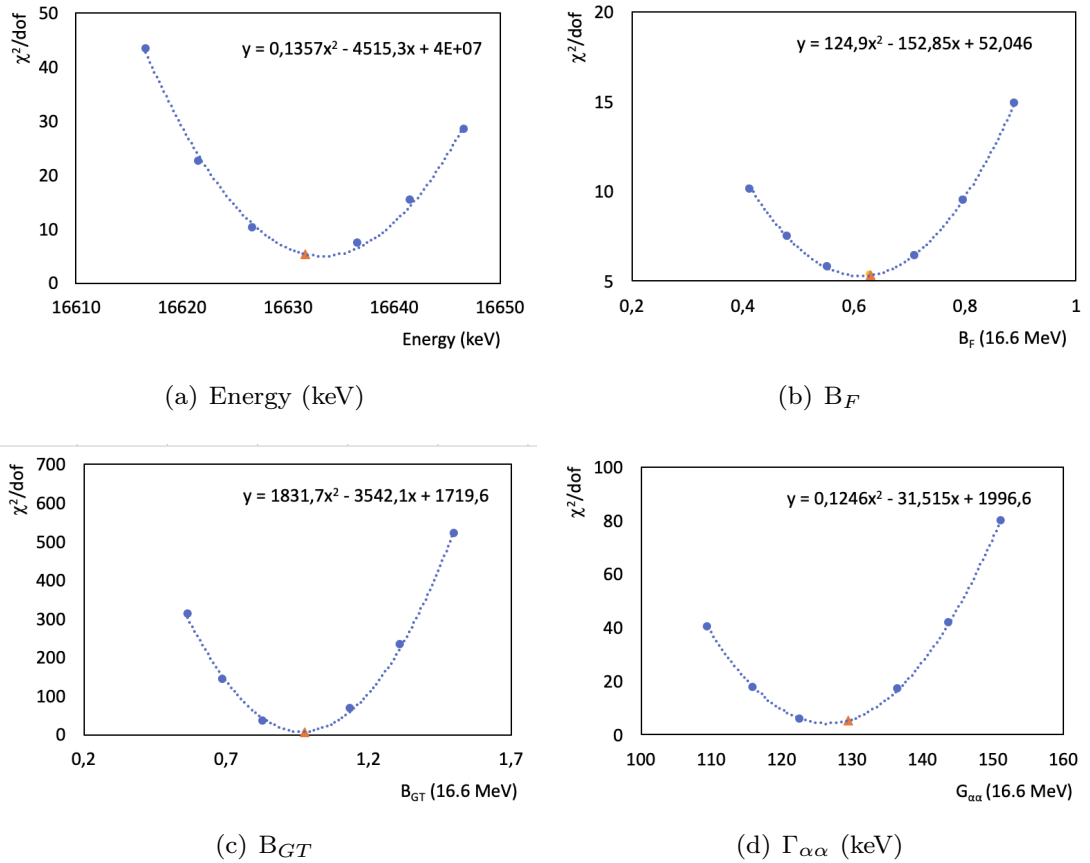 χ²/dof
y = 0,1357x² - 4515,3x + 4E+07
50
40
30
20
10
0
16610 16620 16630 16640 16650
Energy (keV)
(a) Energy (keV)
χ²/dof
y = 124,9x² - 152,85x + 52,046
20
15
10
5
0,2 0,4 0,6 0,8 1
B_F (16.6 MeV)
(b) B_F
χ²/dof
y = 1831,7x² - 3542,1x + 1719,6
700
600
500
400
300
200
100
0
0,2 0,7 1,2 1,7
B_GT (16.6 MeV)
(c) B_GT
χ²/dof
y = 0,1246x² - 31,515x + 1996,6
100
80
60
40
20
0
100 110 120 130 140 150 160
G_αα (16.6 MeV)
(d) Γ_αα (keV)